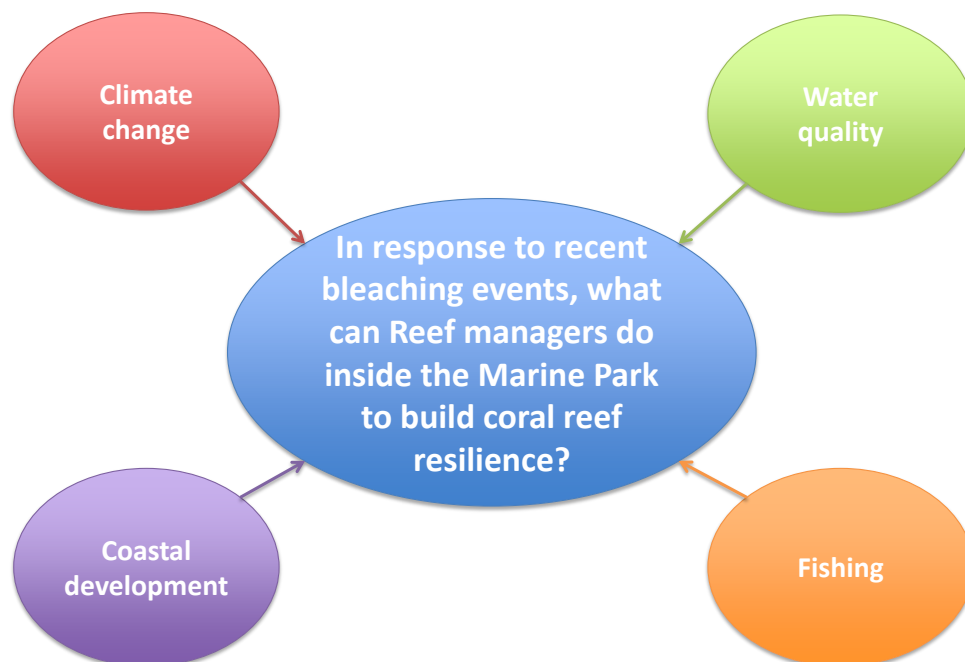 Climate
change
Water
quality
In response to recent
bleaching events, what
can Reef managers do
inside the Marine Park
to build coral reef
resilience?
Coastal
development
Fishing